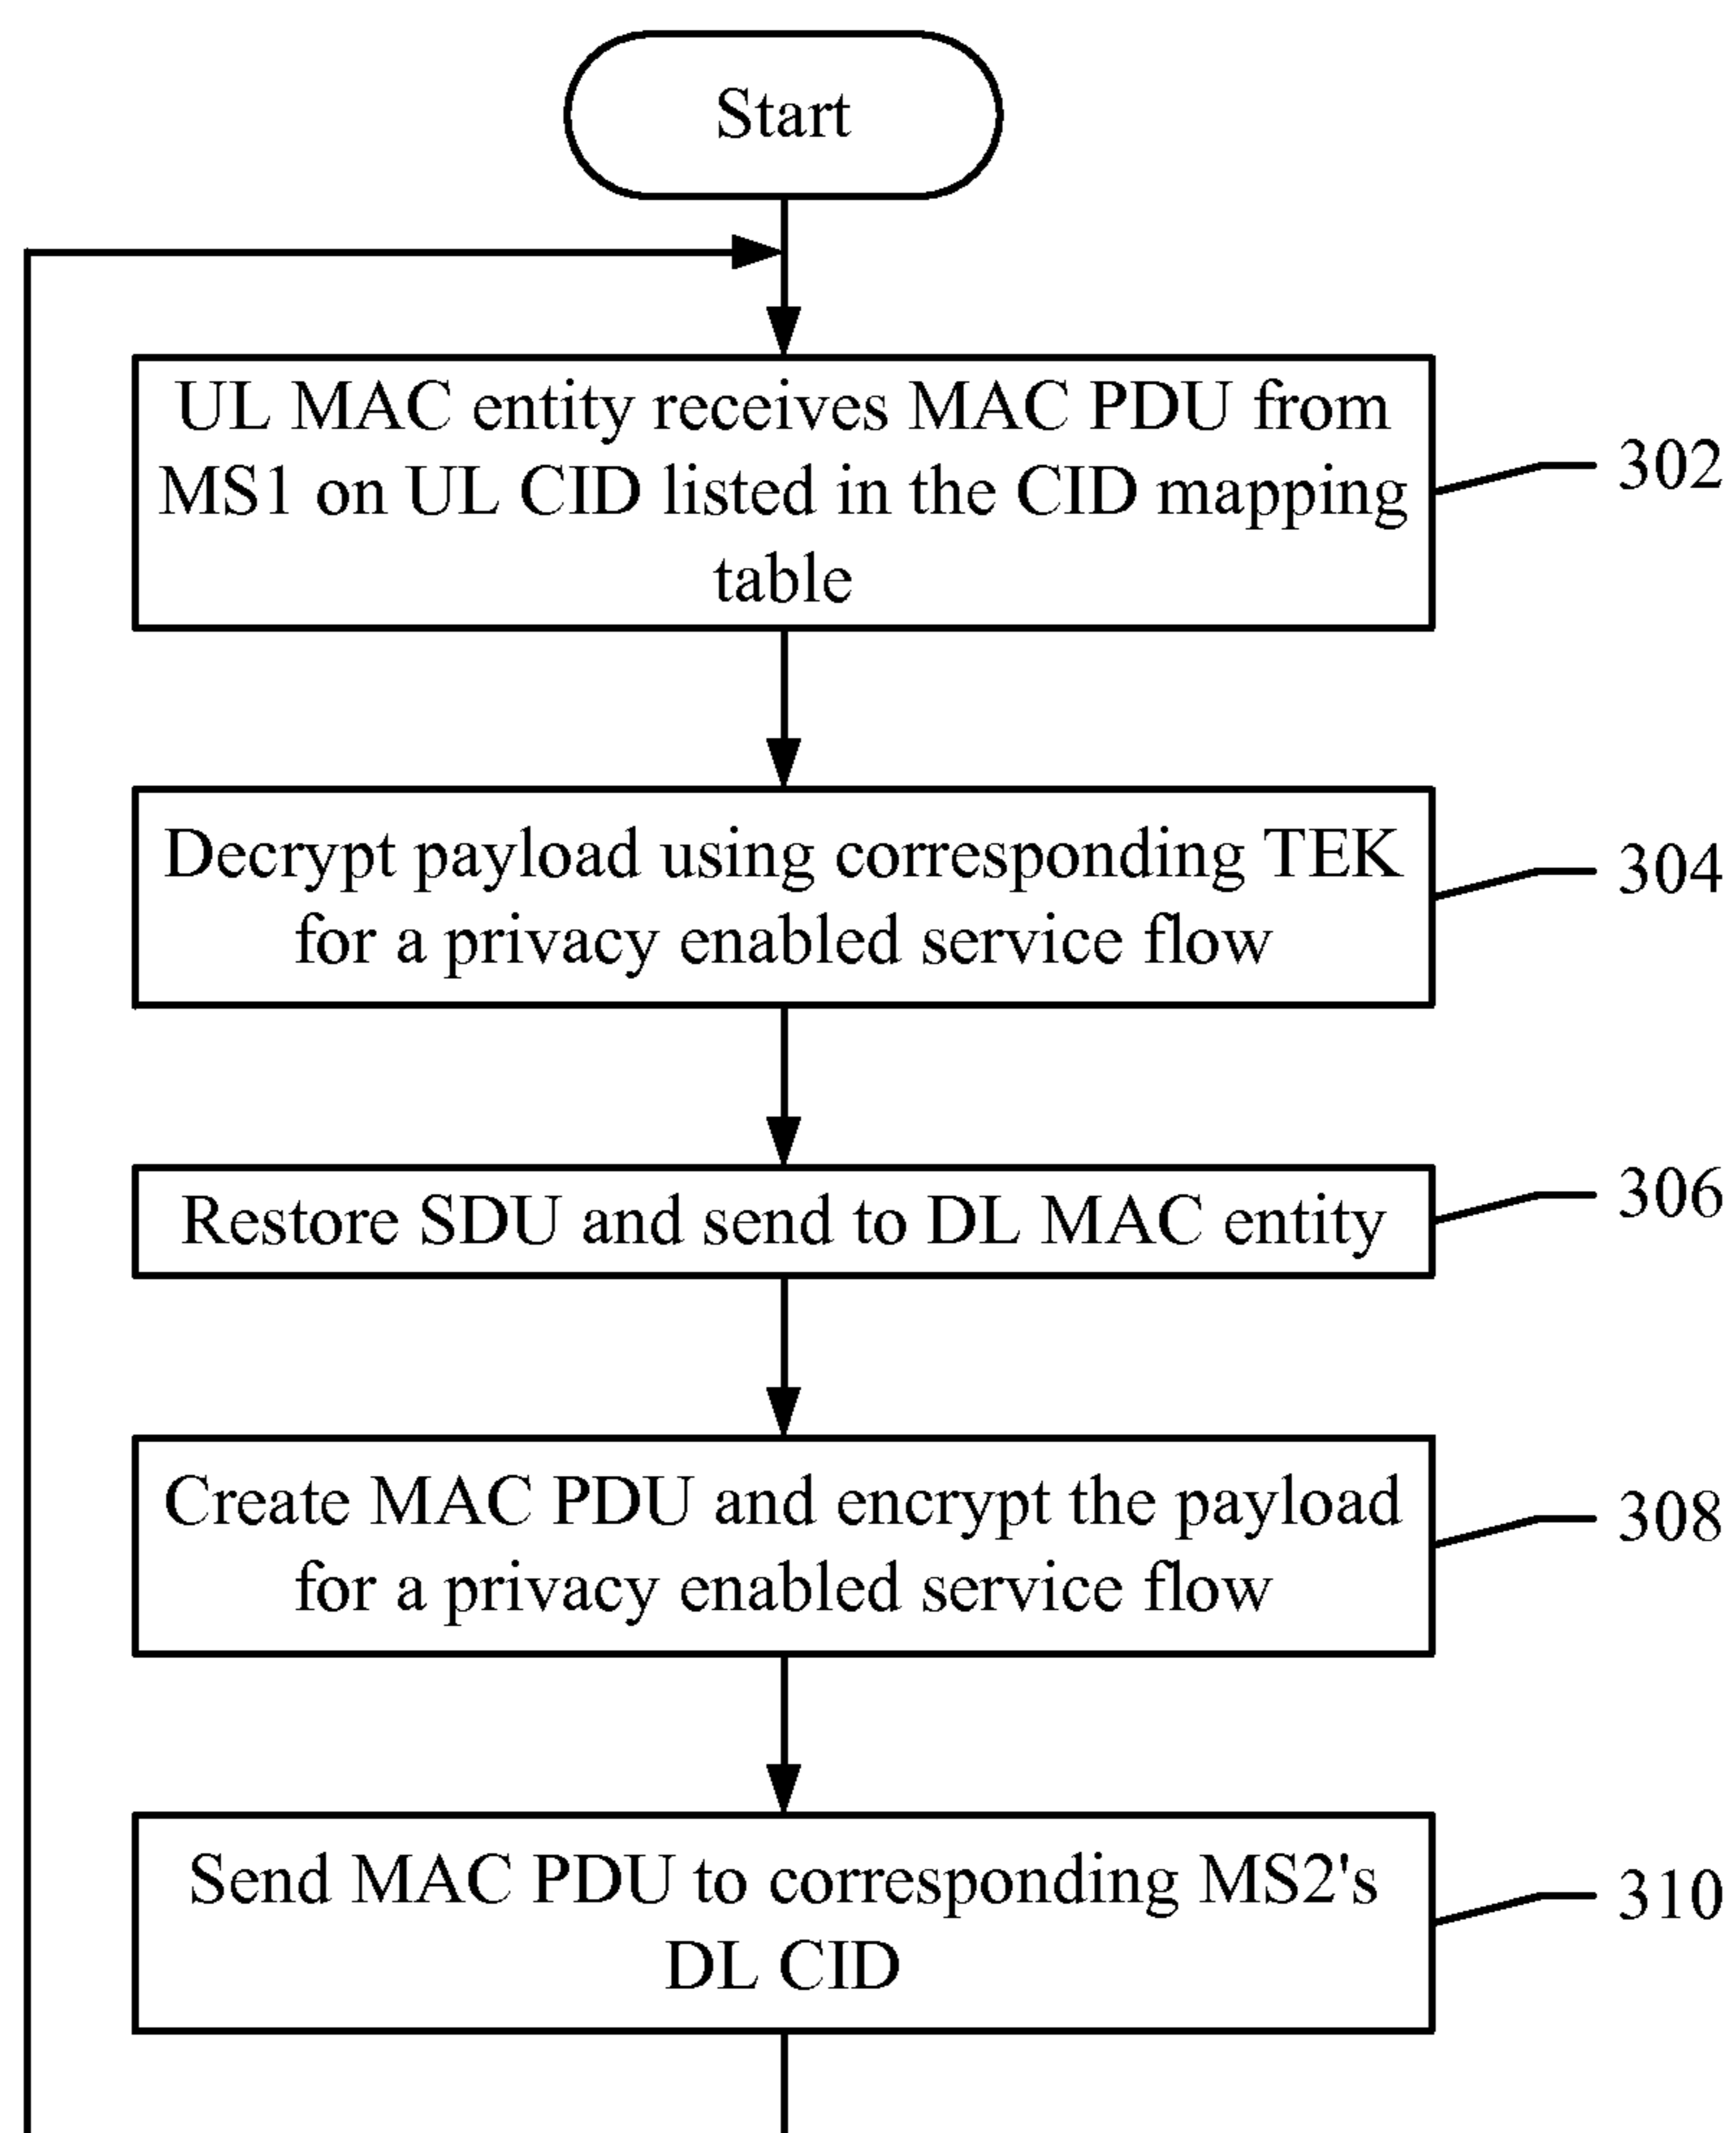 Start
UL MAC entity receives MAC PDU from
MS1 on UL CID listed in the CID mapping
table
302
Decrypt payload using corresponding TEK
for a privacy enabled service flow
304
Restore SDU and send to DL MAC entity
306
Create MAC PDU and encrypt the payload
for a privacy enabled service flow
308
Send MAC PDU to corresponding MS2's
DL CID
310